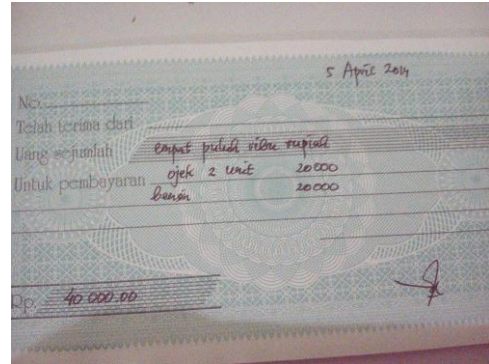 5 April 2014
No.
Telah terima dari
Uang sejumlah empat puluh ribu rupiah
Untuk pembayaran ojek 2 unit 20000
bensin 20000
Rp. 40 000.00